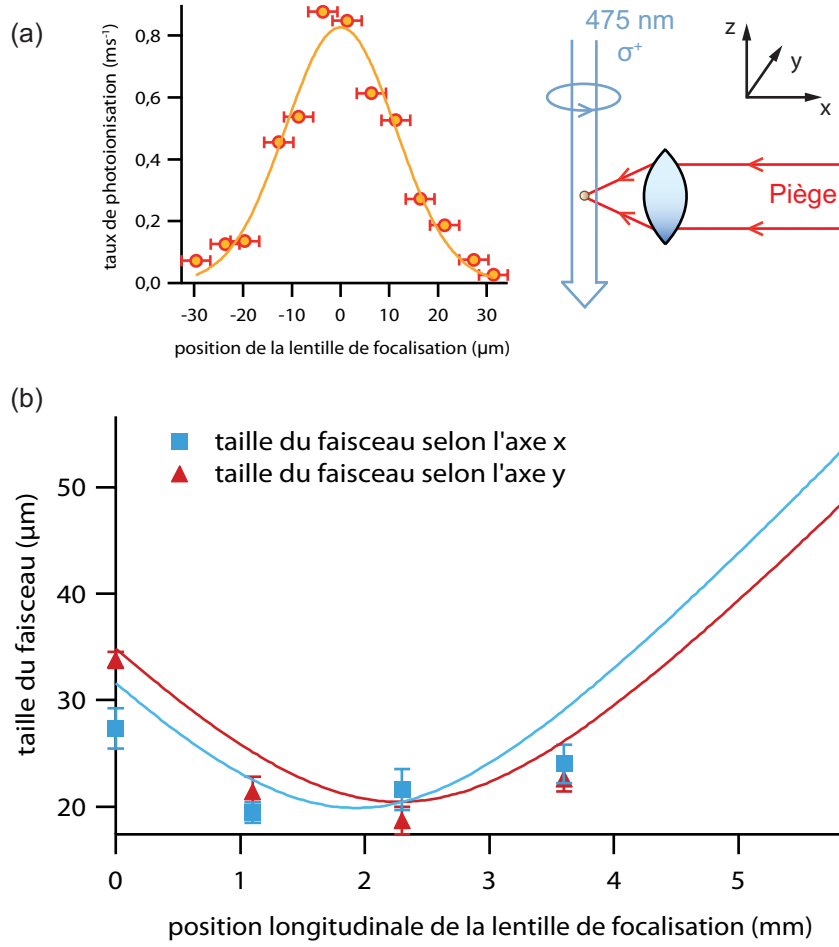 (a)
taux de photoionisation (ms⁻¹)
0,8
0,6
0,4
0,2
0,0
-30 -20 -10 0 10 20 30
position de la lentille de focalisation (µm)
475 nm
σ⁺
z
y
x
Piège
(b)
taille du faisceau selon l'axe x
taille du faisceau selon l'axe y
taille du faisceau (µm)
50
40
30
20
0 1 2 3 4 5
position longitudinale de la lentille de focalisation (mm)